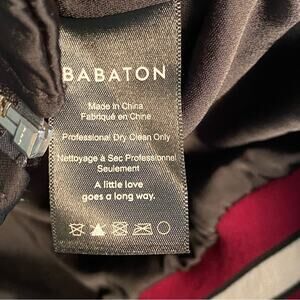 BABATON
Made in China
Fabriqué en Chine
Professional Dry Clean Only
Nettoyage à Sec Professionnel
Seulement
A little love
goes a long way.